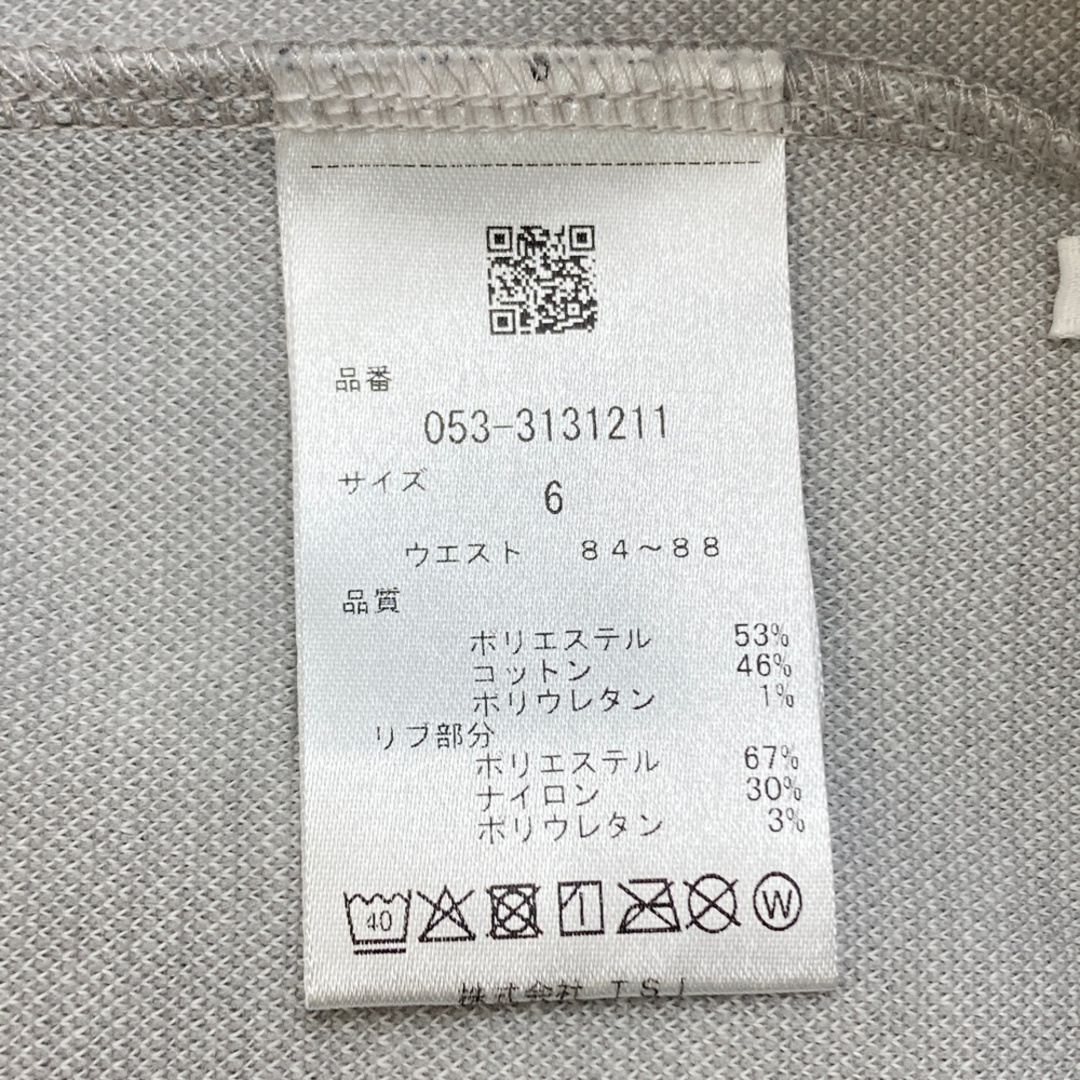 品番
053-3131211
サイズ 6
ウエスト 84~88
品質
ポリエステル 53%
コットン 46%
ポリウレタン 1%
リブ部分
ポリエステル 67%
ナイロン 30%
ポリウレタン 3%
40 W
株式会社 TSI